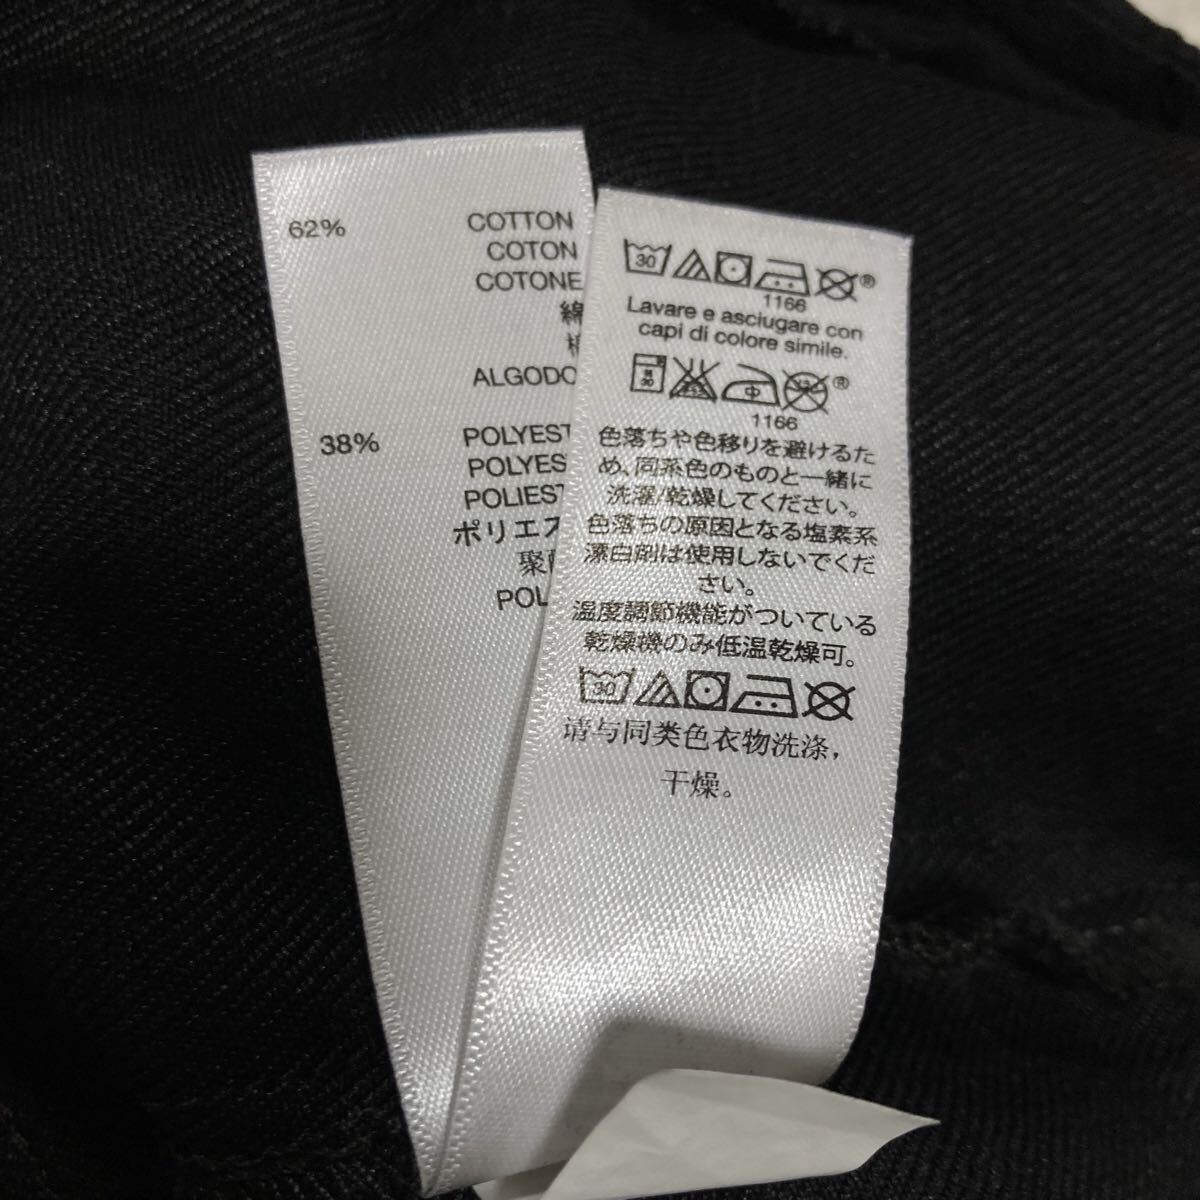 62% COTTON
COTON
COTONE
綿
ALGODO
38% POLYEST
POLYES
POLIEST
ポリエス
聚
POL
30
®
1166
Lavare e asciugare con
capi di colore simile.
30 中 ®
1166
色落ちや色移りを避けるた
め、同系色のものと一緒に
洗濯/乾燥してください。
色落ちの原因となる塩素系
漂白剤は使用しないでくだ
さい。
温度調節機能がついている
乾燥機のみ低温乾燥可。
30
请与同类色衣物洗涤，
干燥。